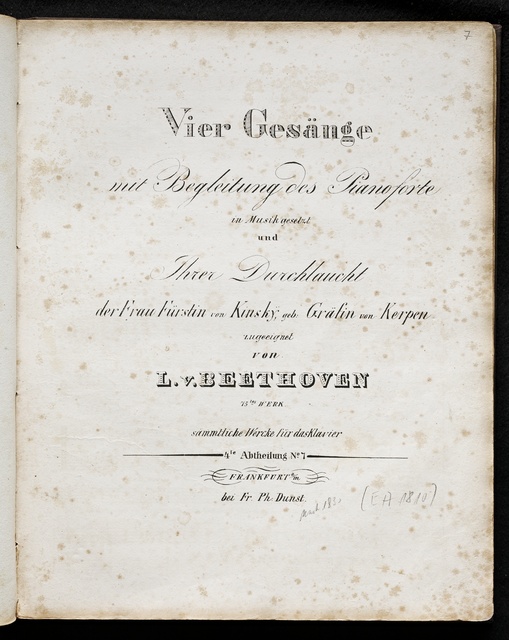 7
Vier Gesänge
mit Begleitung des Pianoforte
in Musik gesetzt
und
Ihrer Durchlaucht
der Frau Fürstin von Kinsky, geb. Gräfin von Kerpen
zugeeignet
von
L. v. BEETHOVEN
75tes WERK.
sämmtliche Wercke für das Klavier
4te Abtheilung No 7
FRANKFURT a/m
bei Fr. Ph. Dunst.
(EA 1810)